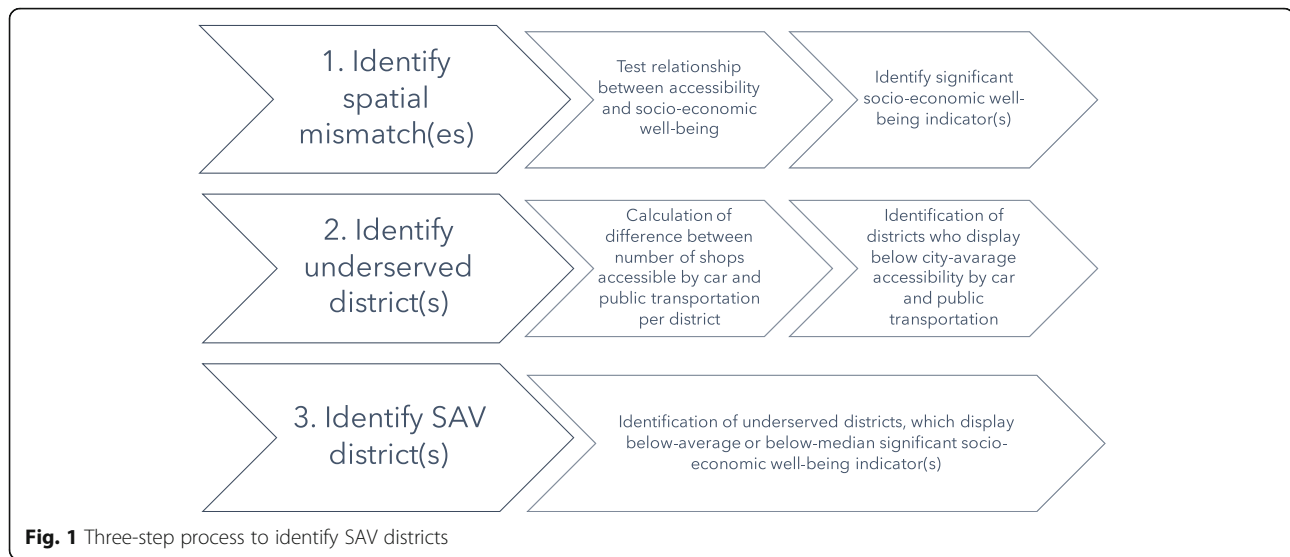 1. Identify
spatial
mismatch(es)
Test relationship
between accessibility
and socio-economic
well-being
Identify significant
socio-economic well-
being indicator(s)
2. Identify
underserved
district(s)
Calculation of
difference between
number of shops
accessible by car and
public transportation
per district
Identification of
districts who display
below city-avarage
accessibility by car
and public
transportation
3. Identify SAV
district(s)
Identification of underserved districts, which display
below-average or below-median significant socio-
economic well-being indicator(s)
Fig. 1 Three-step process to identify SAV districts